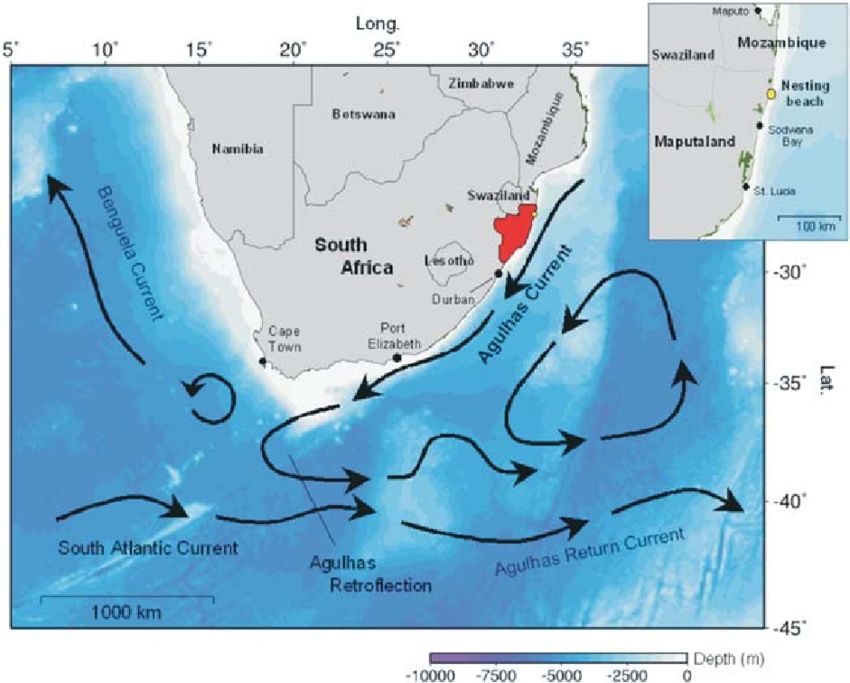 Long.
5° 10° 15° 20° 25° 30° 35°
Maputo
Mozambique
Swaziland
Nesting
beach
Sodwana
Bay
Maputaland
St. Lucia
100 km
Zimbabwe
Botswana
Mozambique
Namibia
Swaziland
South
Africa
Lesotho
Durban
Benguela Current
Agulhas Current
Cape
Town
Port
Elizabeth
-30°
-35°
Lat.
-40°
-45°
South Atlantic Current
Agulhas
Retroflection
Agulhas Return Current
1000 km
Depth (m)
-10000 -7500 -5000 -2500 0